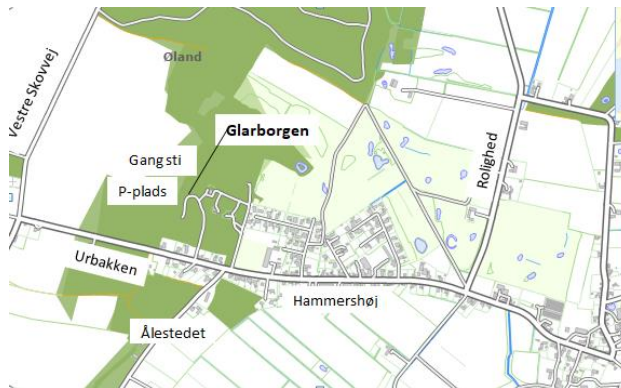 Øland
Vestre Skovvej
Glarborgen
Gang sti
P-plads
Rolighed
Urbakken
Hammershøj
Ålestedet